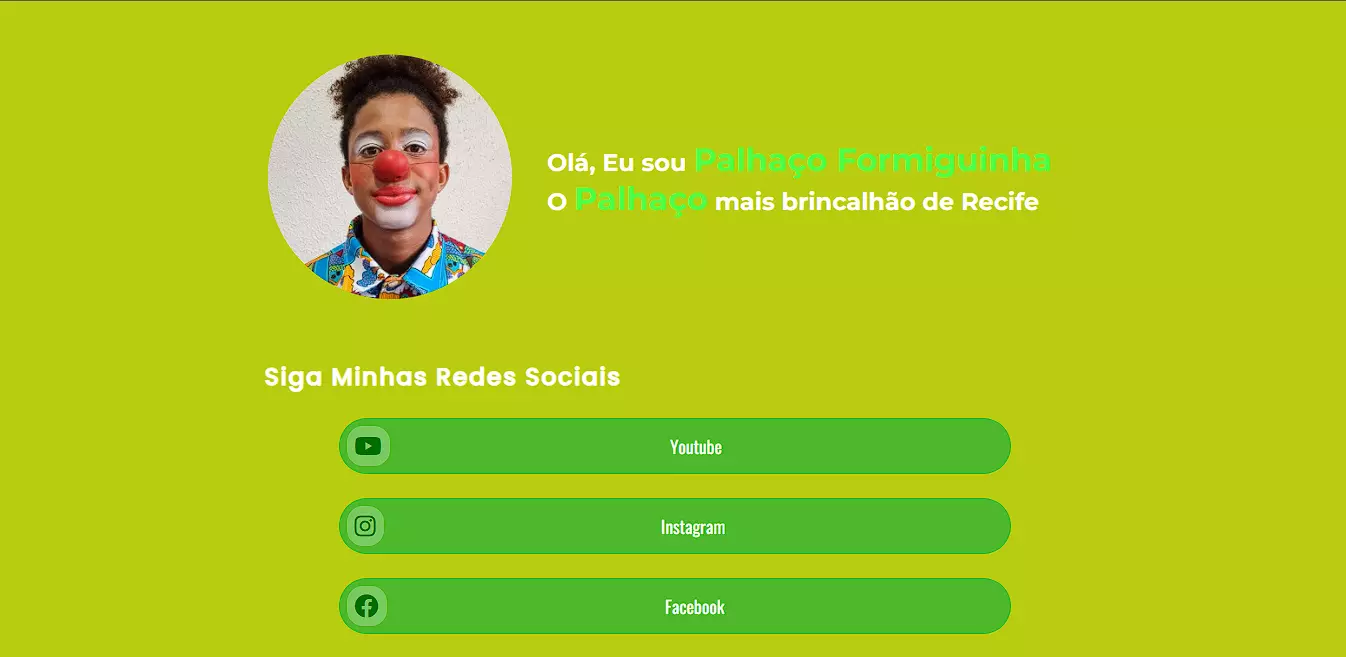 Olá, Eu sou Palhaço Formiguinha
O Palhaço mais brincalhão de Recife
Siga Minhas Redes Sociais
Youtube
Instagram
Facebook